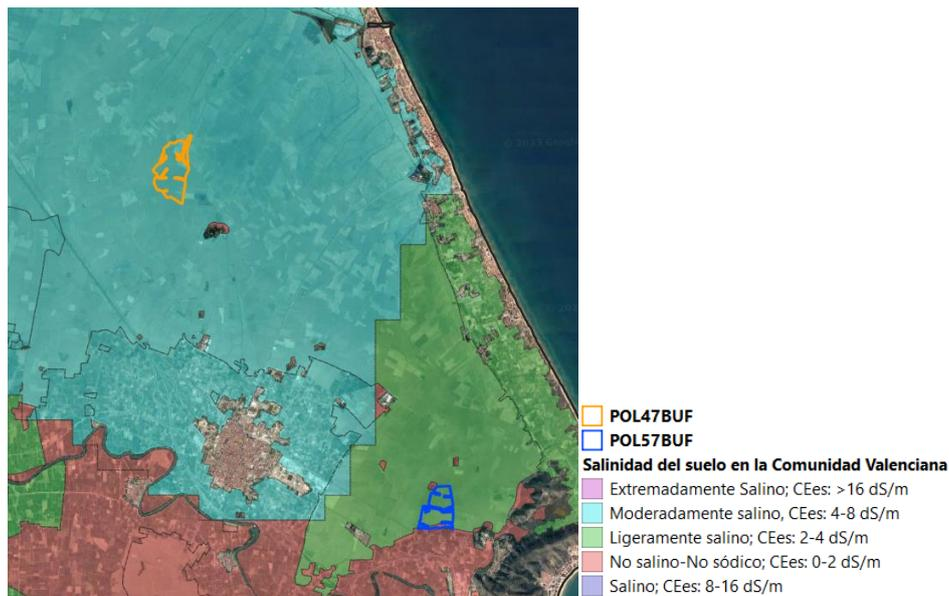 © 2023 Google
POL47BUF
POL57BUF
Salinidad del suelo en la Comunidad Valenciana
Extremadamente Salino; CEes: >16 dS/m
Moderadamente salino, CEes: 4-8 dS/m
Ligeramente salino; CEes: 2-4 dS/m
No salino-No sódico; CEes: 0-2 dS/m
Salino; CEes: 8-16 dS/m